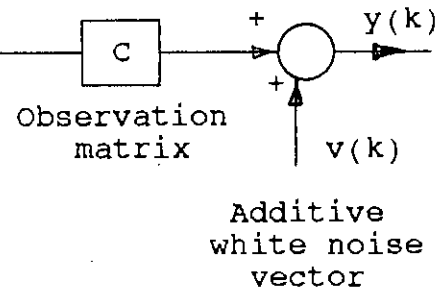 +
y(k)
C
+
Observation
matrix
v(k)
Additive
white noise
vector